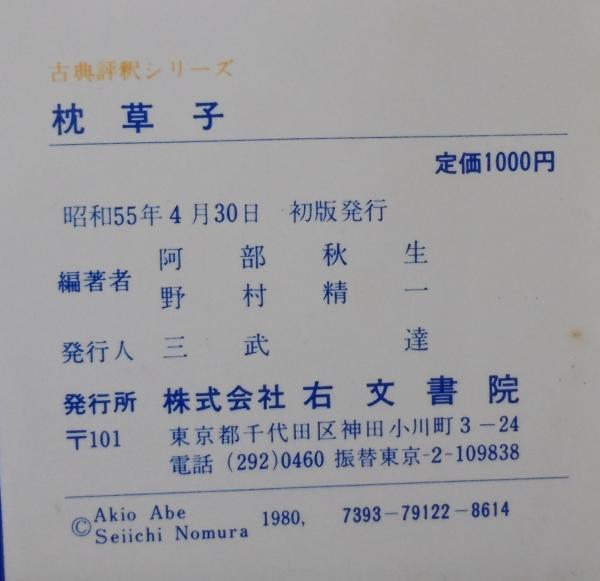 古典評釈シリーズ
枕草子
定価1000円
昭和55年4月30日 初版発行
編著者 阿部秋生
野村精一
発行人 三武達
発行所 株式会社右文書院
〒101 東京都千代田区神田小川町3-24
電話 (292)0460 振替東京-2-109838
© Akio Abe
Seiichi Nomura 1980, 7393-79122-8614